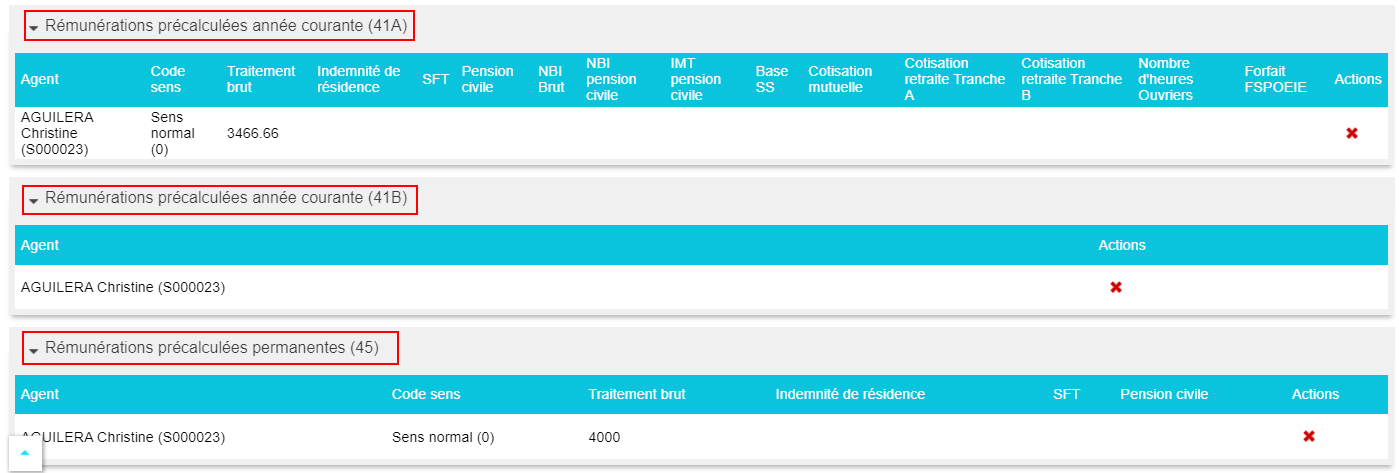 Rémunérations précalculées année courante (41A)
Agent Code sens Traitement brut Indemnité de résidence SFT Pension civile NBI Brut NBI pension civile IMT pension civile Base SS Cotisation mutuelle Cotisation retraite Tranche A Cotisation retraite Tranche B Nombre d'heures Ouvriers Forfait FSPOEIE Actions
AGUILERA Christine (S000023) Sens normal (0) 3466.66
Rémunérations précalculées année courante (41B)
Agent Actions
AGUILERA Christine (S000023)
Rémunérations précalculées permanentes (45)
Agent Code sens Traitement brut Indemnité de résidence SFT Pension civile Actions
AGUILERA Christine (S000023) Sens normal (0) 4000